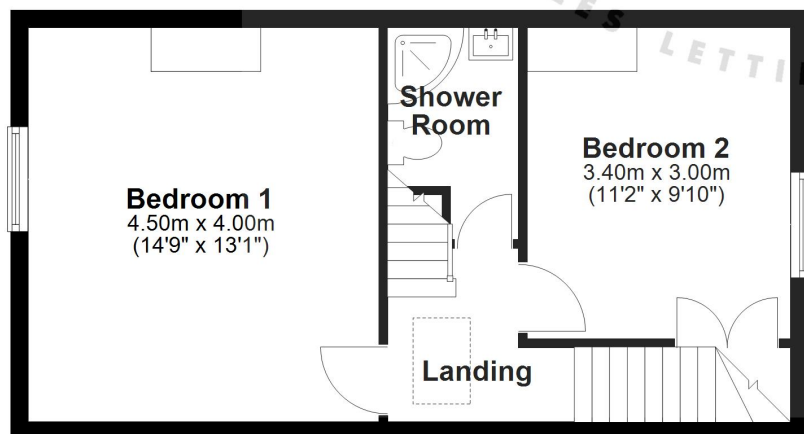 LETTI
Shower
Room
Bedroom 1
4.50m x 4.00m
(14'9" x 13'1")
Bedroom 2
3.40m x 3.00m
(11'2" x 9'10")
Landing